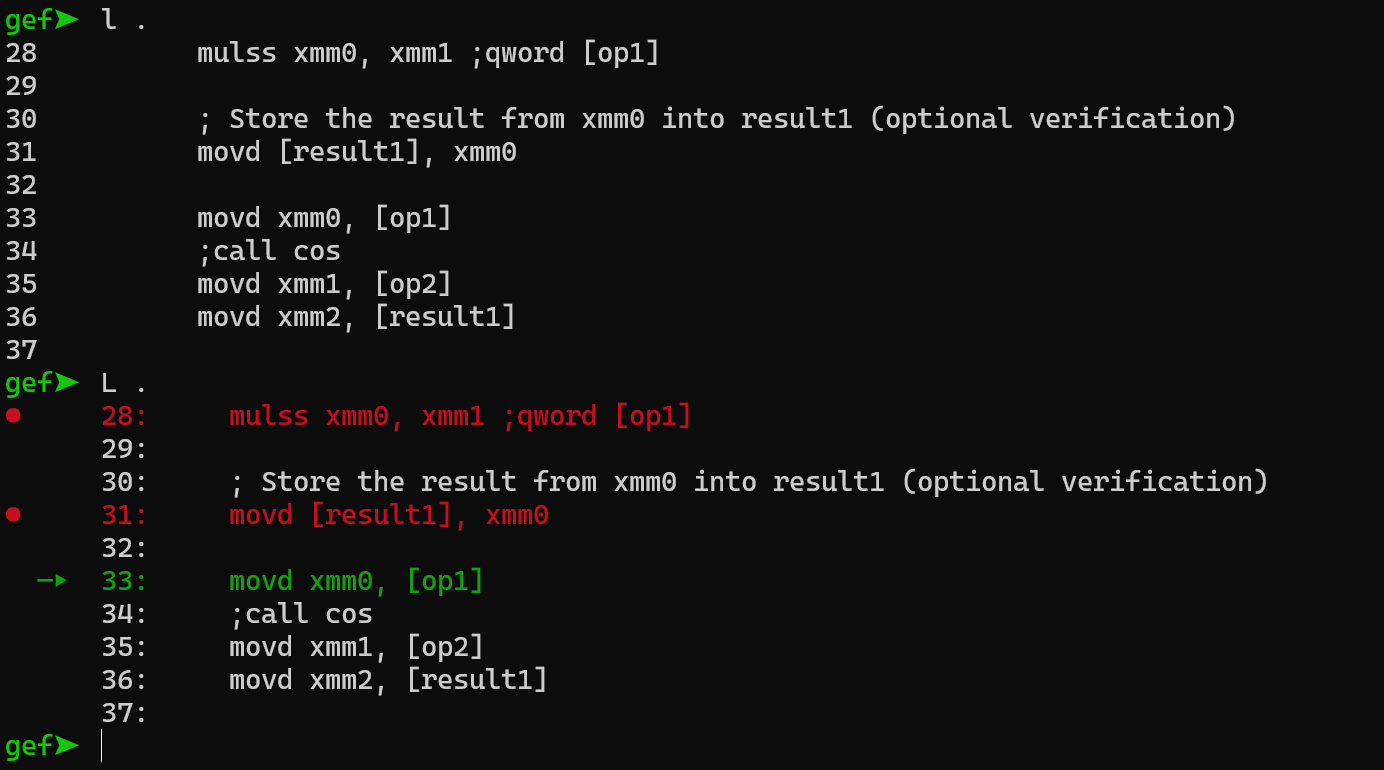 gef➤ l .
28 mulss xmm0, xmm1 ;qword [op1]
29
30 ; Store the result from xmm0 into result1 (optional verification)
31 movd [result1], xmm0
32
33 movd xmm0, [op1]
34 ;call cos
35 movd xmm1, [op2]
36 movd xmm2, [result1]
37
gef➤ L .
● 28: mulss xmm0, xmm1 ;qword [op1]
29:
30: ; Store the result from xmm0 into result1 (optional verification)
● 31: movd [result1], xmm0
32:
─▸ 33: movd xmm0, [op1]
34: ;call cos
35: movd xmm1, [op2]
36: movd xmm2, [result1]
37:
gef➤